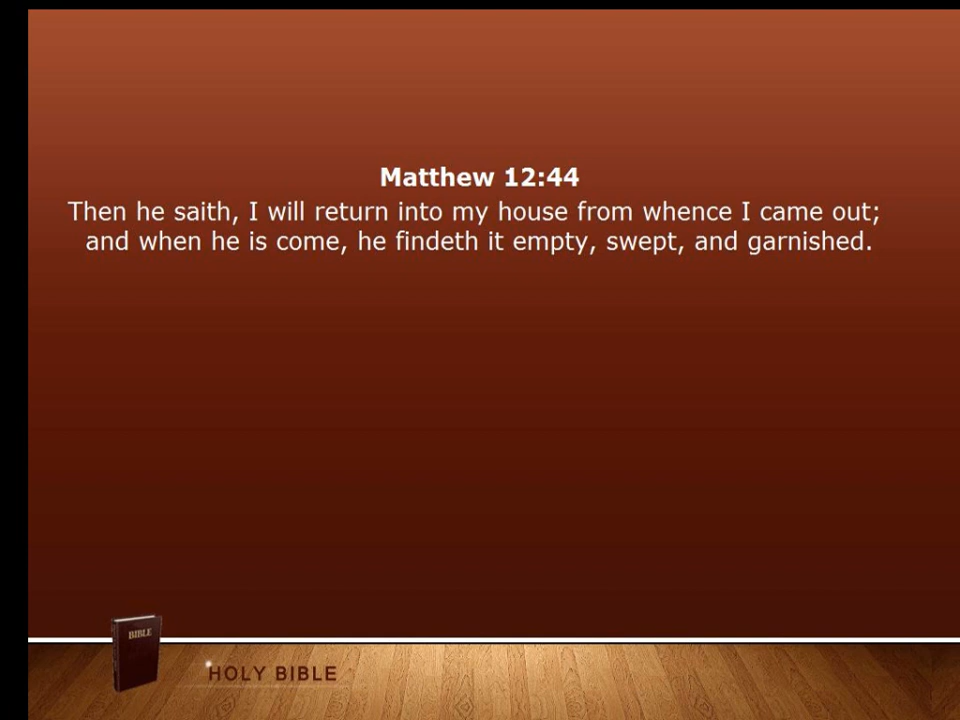 Matthew 12:44
Then he saith, I will return into my house from whence I came out;
and when he is come, he findeth it empty, swept, and garnished.
BIBLE
HOLY BIBLE